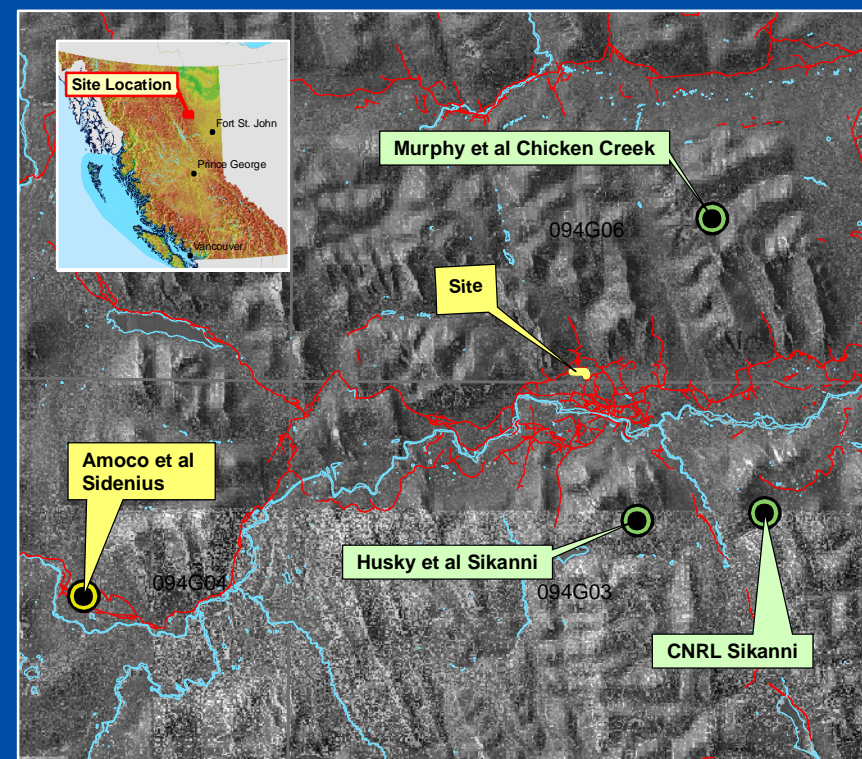 Site Location
Fort St. John
Prince George
Vancouver
Murphy et al Chicken Creek
094G06
Site
Amoco et al
Sidenius
094G04
Husky et al Sikanni
094G03
CNRL Sikanni